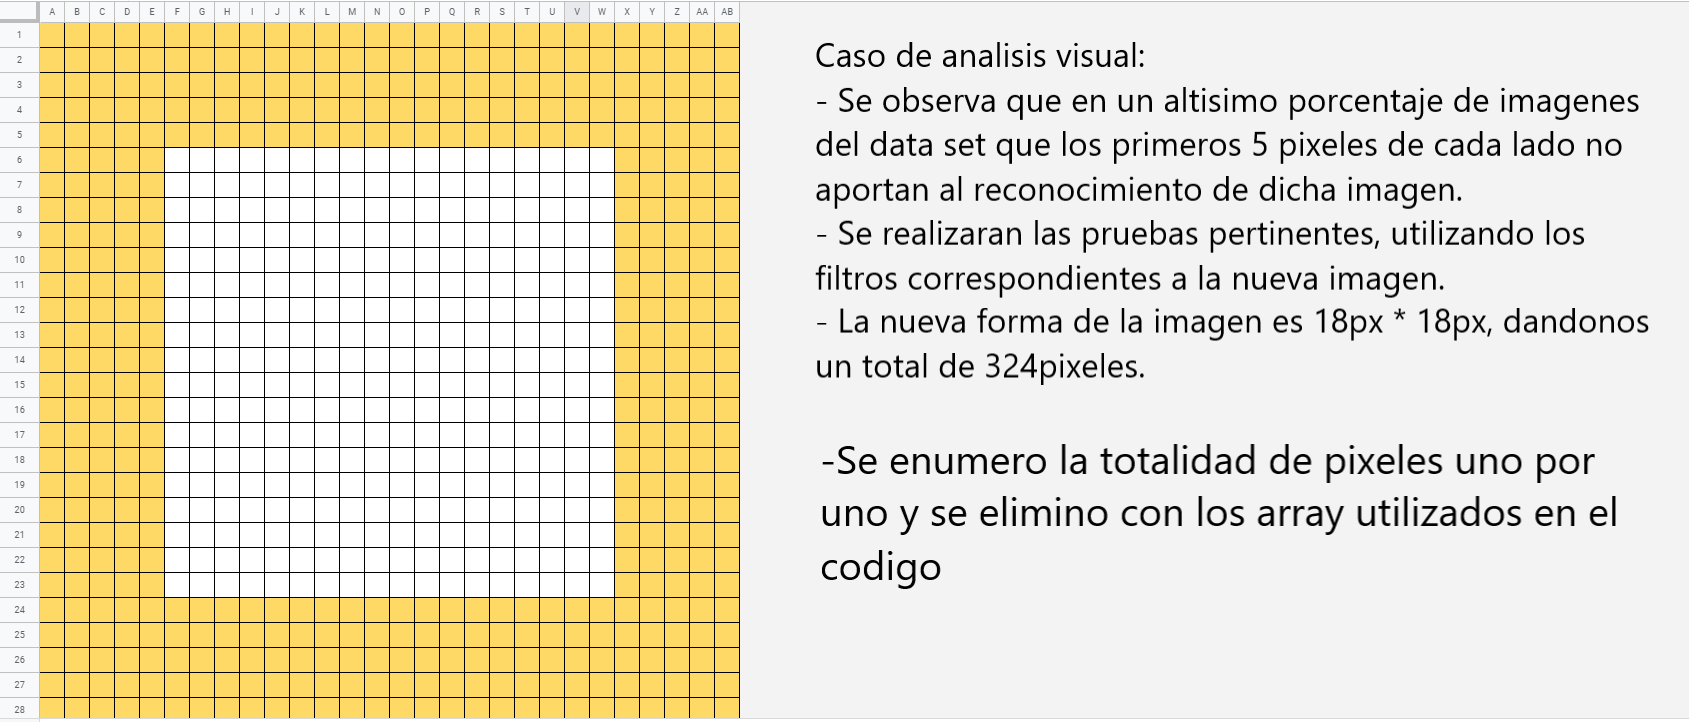 A B C D E F G H I J K L M N O P Q R S T U V W X Y Z AA AB
1
2
3
4
5
6
7
8
9
10
11
12
13
14
15
16
17
18
19
20
21
22
23
24
25
26
27
28
Caso de analisis visual:
- Se observa que en un altisimo porcentaje de imagenes
del data set que los primeros 5 pixeles de cada lado no
aportan al reconocimiento de dicha imagen.
- Se realizaran las pruebas pertinentes, utilizando los
filtros correspondientes a la nueva imagen.
- La nueva forma de la imagen es 18px * 18px, dandonos
un total de 324pixeles.
-Se enumero la totalidad de pixeles uno por
uno y se elimino con los array utilizados en el
codigo